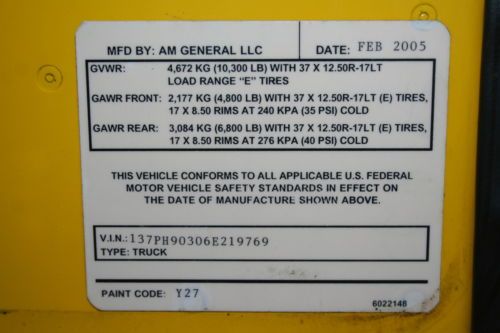 MFD BY: AM GENERAL LLC DATE: FEB 2005
GVWR: 4,672 KG (10,300 LB) WITH 37 X 12.50R-17LT
LOAD RANGE "E" TIRES
GAWR FRONT: 2,177 KG (4,800 LB) WITH 37 X 12.50R-17LT (E) TIRES,
17 X 8.50 RIMS AT 240 KPA (35 PSI) COLD
GAWR REAR: 3,084 KG (6,800 LB) WITH 37 X 12.50R-17LT (E) TIRES,
17 X 8.50 RIMS AT 276 KPA (40 PSI) COLD
THIS VEHICLE CONFORMS TO ALL APPLICABLE U.S. FEDERAL
MOTOR VEHICLE SAFETY STANDARDS IN EFFECT ON
THE DATE OF MANUFACTURE SHOWN ABOVE.
V.I.N.: 137PH90306E219769
TYPE: TRUCK
PAINT CODE: Y27
6022148